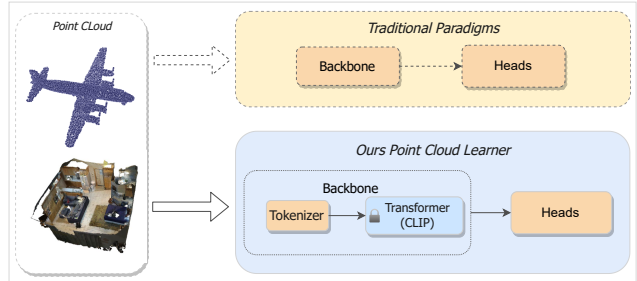 Point CLoud
Traditional Paradigms
Backbone
Heads
Ours Point Cloud Learner
Backbone
Tokenizer
Transformer
(CLIP)
Heads